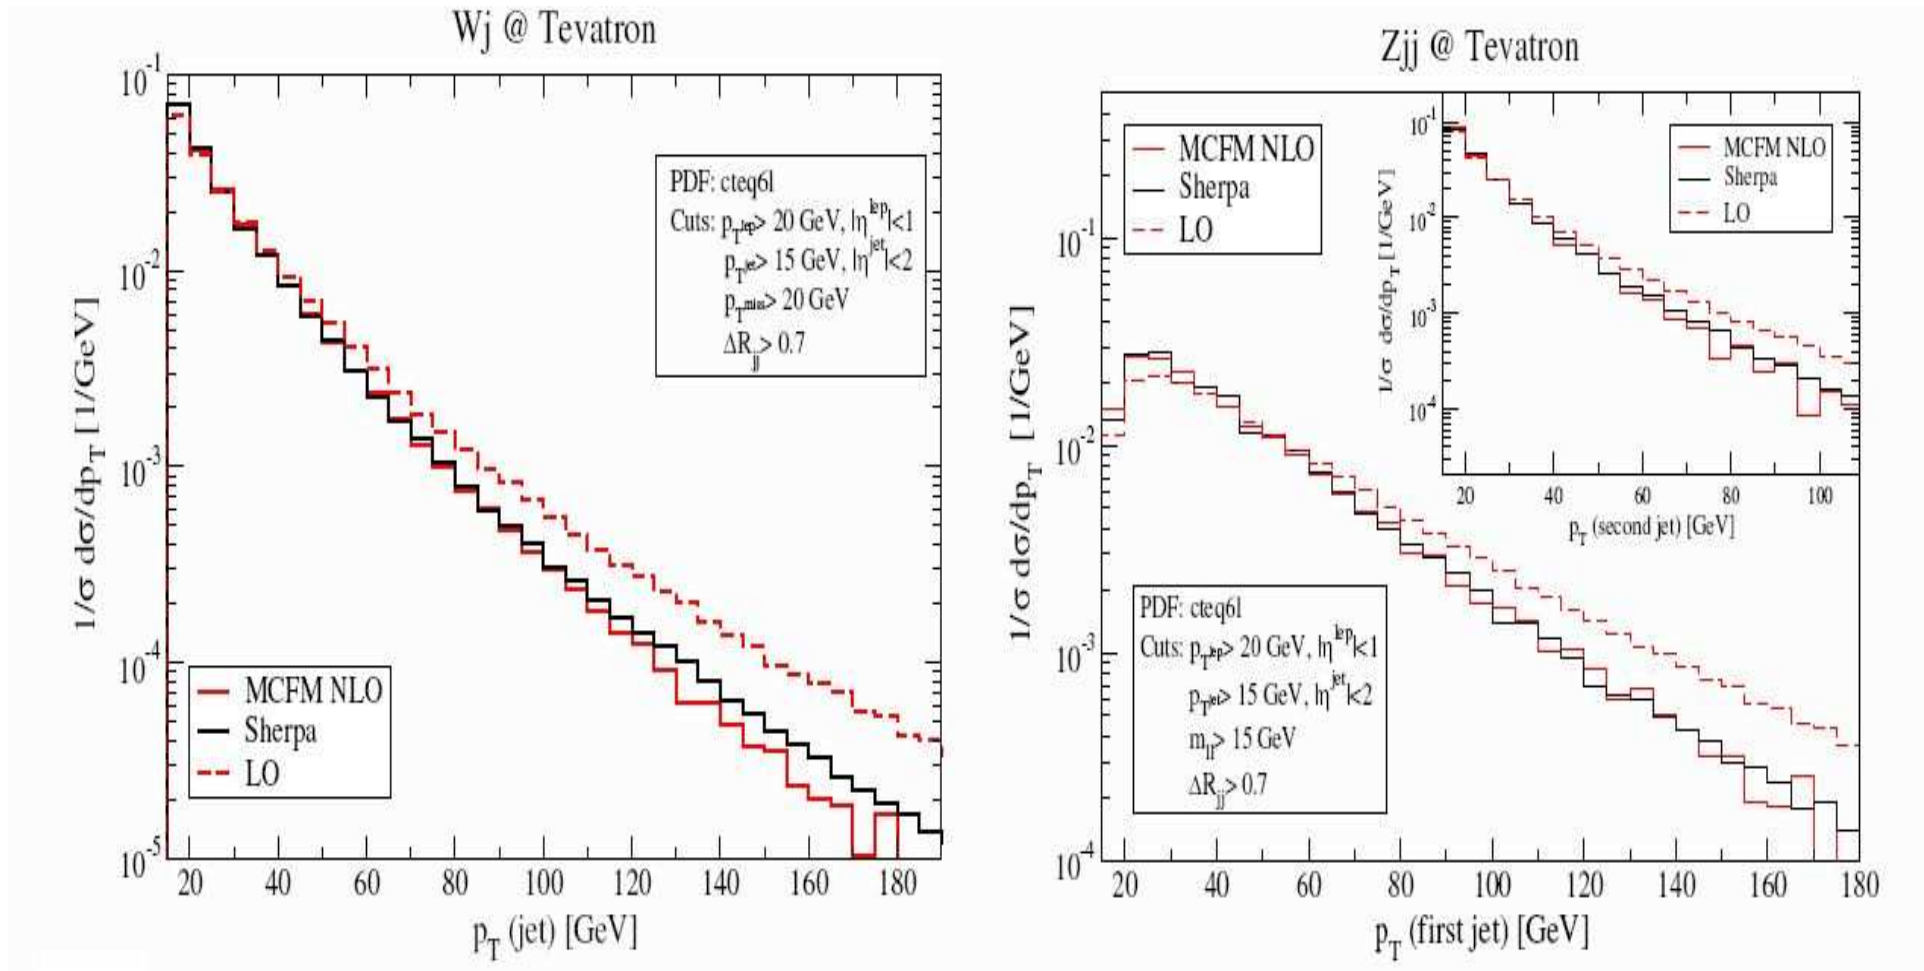 Wj @ Tevatron
10^-1
10^-2
10^-3
10^-4
10^-5
1/σ dσ/dp_T [1/GeV]
PDF: cteq6l
Cuts: p_T^lep > 20 GeV, |η^lep|<1
p_T^jet > 15 GeV, |η^jet|<2
p_T^miss > 20 GeV
ΔR_jj > 0.7
MCFM NLO
Sherpa
LO
20 40 60 80 100 120 140 160 180
p_T (jet) [GeV]
Zjj @ Tevatron
MCFM NLO
Sherpa
LO
10^-1
10^-2
10^-3
10^-4
1/σ dσ/dp_T [1/GeV]
PDF: cteq6l
Cuts: p_T^lep > 20 GeV, |η^lep|<1
p_T^jet > 15 GeV, |η^jet|<2
m_ll > 15 GeV
ΔR_jj > 0.7
20 40 60 80 100 120 140 160 180
p_T (first jet) [GeV]
10^-1
10^-2
10^-3
10^-4
1/σ dσ/dp_T [1/GeV]
MCFM NLO
Sherpa
LO
20 40 60 80 100
p_T (second jet) [GeV]